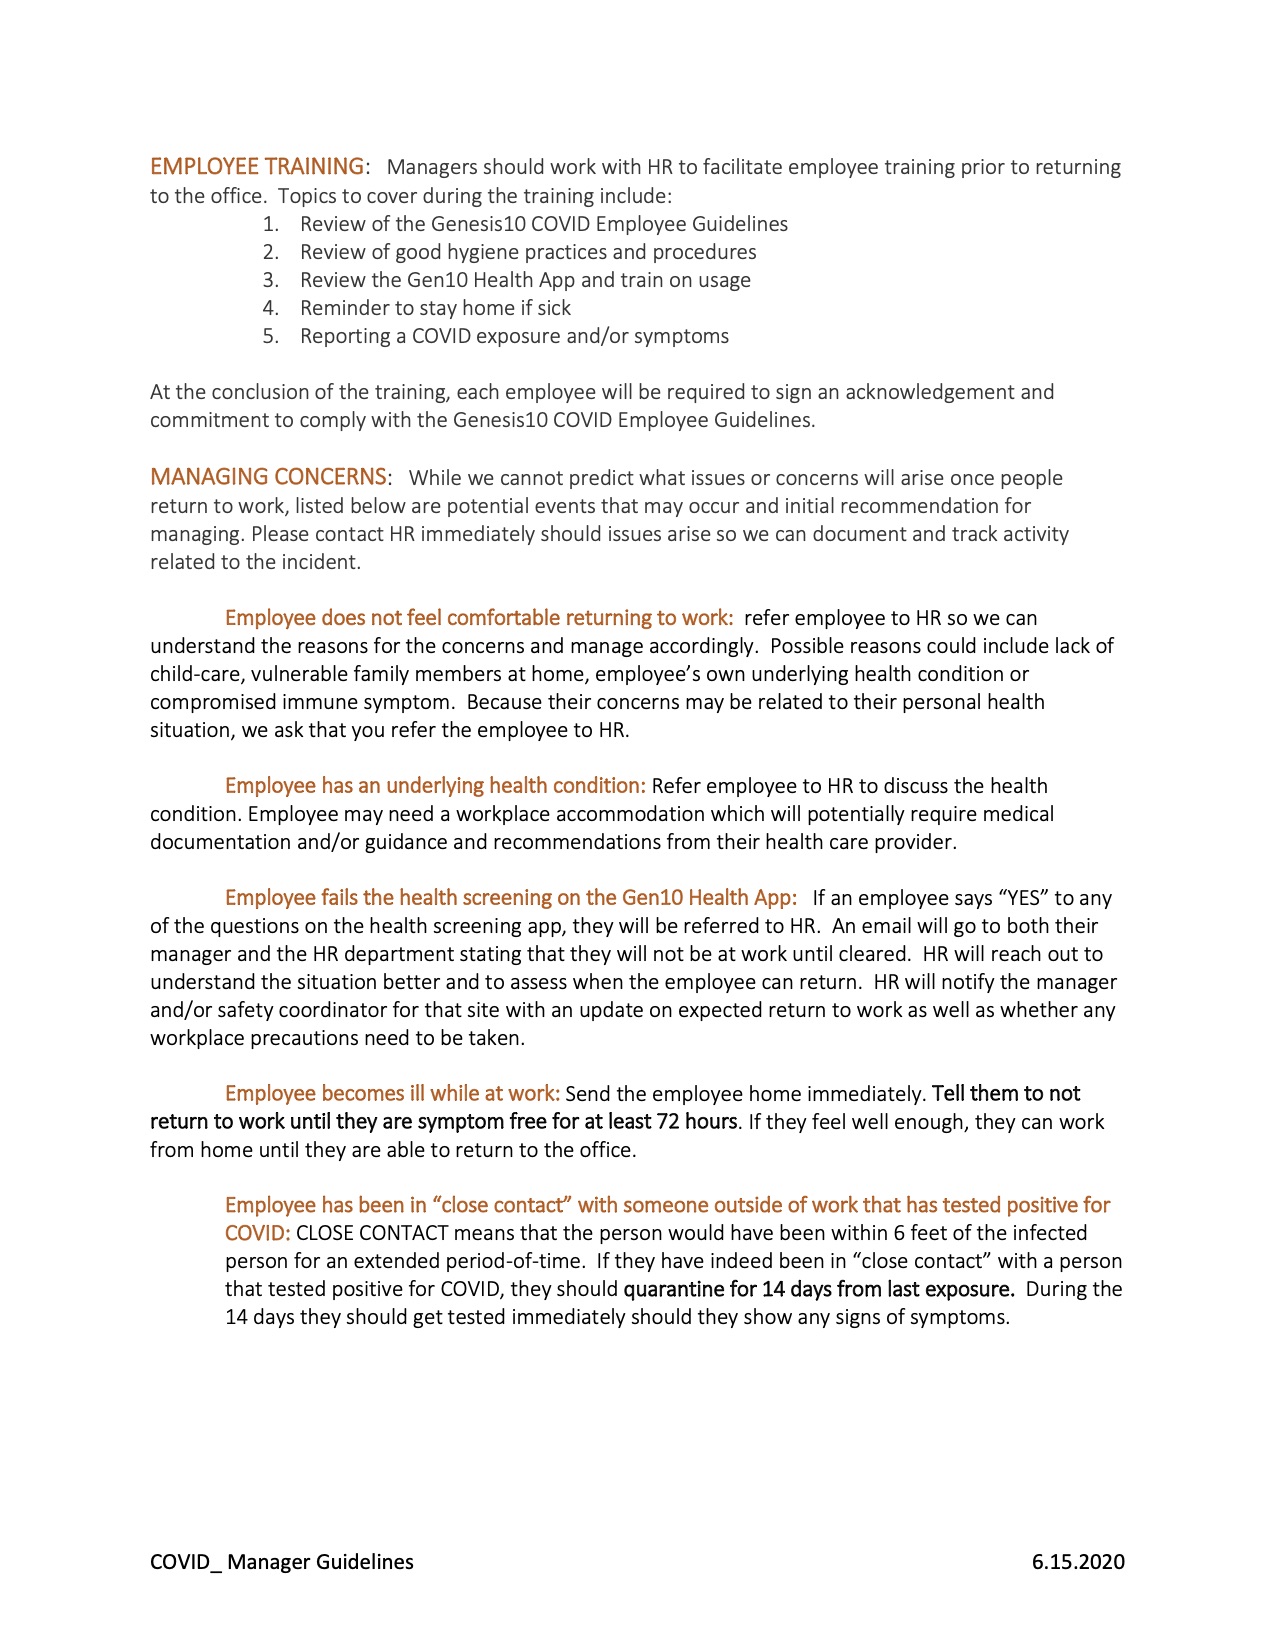 EMPLOYEE TRAINING:   Managers should work with HR to facilitate employee training prior to returning
to the office.  Topics to cover during the training include:
1.   Review of the Genesis10 COVID Employee Guidelines
2.   Review of good hygiene practices and procedures
3.   Review the Gen10 Health App and train on usage
4.   Reminder to stay home if sick
5.   Reporting a COVID exposure and/or symptoms
At the conclusion of the training, each employee will be required to sign an acknowledgement and
commitment to comply with the Genesis10 COVID Employee Guidelines.
MANAGING CONCERNS:   While we cannot predict what issues or concerns will arise once people
return to work, listed below are potential events that may occur and initial recommendation for
managing. Please contact HR immediately should issues arise so we can document and track activity
related to the incident.
Employee does not feel comfortable returning to work:  refer employee to HR so we can
understand the reasons for the concerns and manage accordingly.  Possible reasons could include lack of
child-care, vulnerable family members at home, employee’s own underlying health condition or
compromised immune symptom.  Because their concerns may be related to their personal health
situation, we ask that you refer the employee to HR.
Employee has an underlying health condition: Refer employee to HR to discuss the health
condition. Employee may need a workplace accommodation which will potentially require medical
documentation and/or guidance and recommendations from their health care provider.
Employee fails the health screening on the Gen10 Health App:   If an employee says “YES” to any
of the questions on the health screening app, they will be referred to HR.  An email will go to both their
manager and the HR department stating that they will not be at work until cleared.  HR will reach out to
understand the situation better and to assess when the employee can return.  HR will notify the manager
and/or safety coordinator for that site with an update on expected return to work as well as whether any
workplace precautions need to be taken.
Employee becomes ill while at work: Send the employee home immediately. Tell them to not
return to work until they are symptom free for at least 72 hours. If they feel well enough, they can work
from home until they are able to return to the office.
Employee has been in “close contact” with someone outside of work that has tested positive for
COVID: CLOSE CONTACT means that the person would have been within 6 feet of the infected
person for an extended period-of-time.  If they have indeed been in “close contact” with a person
that tested positive for COVID, they should quarantine for 14 days from last exposure.  During the
14 days they should get tested immediately should they show any signs of symptoms.
COVID_ Manager Guidelines 6.15.2020